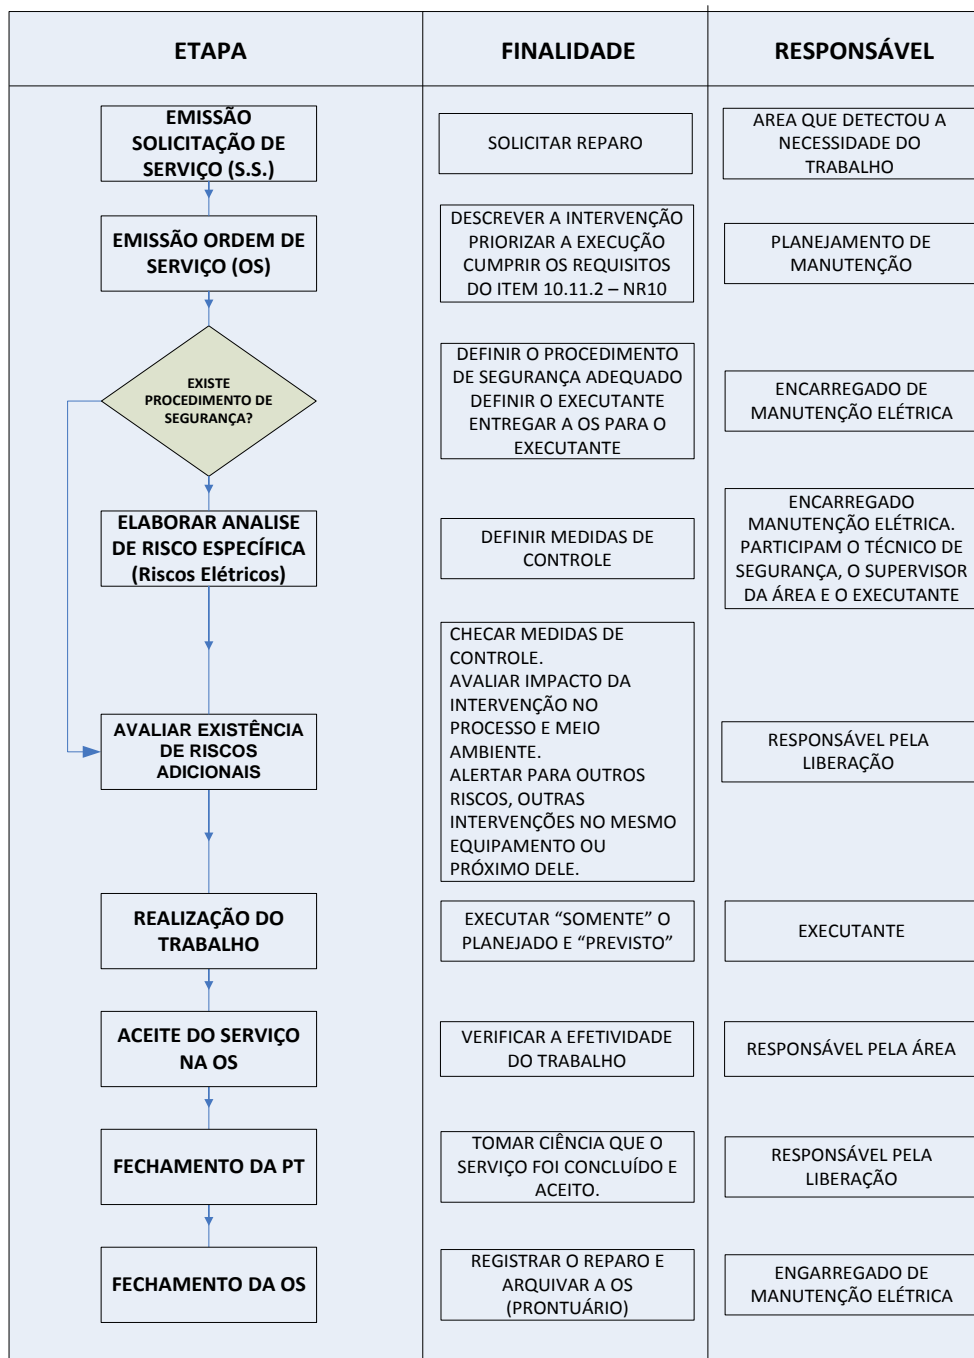 ETAPA
FINALIDADE
RESPONSÁVEL
EMISSÃO
SOLICITAÇÃO DE
SERVIÇO (S.S.)
SOLICITAR REPARO
AREA QUE DETECTOU A
NECESSIDADE DO
TRABALHO
EMISSÃO ORDEM DE
SERVIÇO (OS)
DESCREVER A INTERVENÇÃO
PRIORIZAR A EXECUÇÃO
CUMPRIR OS REQUISITOS
DO ITEM 10.11.2 – NR10
PLANEJAMENTO DE
MANUTENÇÃO
EXISTE
PROCEDIMENTO DE
SEGURANÇA?
DEFINIR O PROCEDIMENTO
DE SEGURANÇA ADEQUADO
DEFINIR O EXECUTANTE
ENTREGAR A OS PARA O
EXECUTANTE
ENCARREGADO DE
MANUTENÇÃO ELÉTRICA
ELABORAR ANALISE
DE RISCO ESPECÍFICA
(Riscos Elétricos)
DEFINIR MEDIDAS DE
CONTROLE
ENCARREGADO
MANUTENÇÃO ELÉTRICA.
PARTICIPAM O TÉCNICO DE
SEGURANÇA, O SUPERVISOR
DA ÁREA E O EXECUTANTE
AVALIAR EXISTÊNCIA
DE RISCOS
ADICIONAIS
CHECAR MEDIDAS DE
CONTROLE.
AVALIAR IMPACTO DA
INTERVENÇÃO NO
PROCESSO E MEIO
AMBIENTE.
ALERTAR PARA OUTROS
RISCOS, OUTRAS
INTERVENÇÕES NO MESMO
EQUIPAMENTO OU
PRÓXIMO DELE.
RESPONSÁVEL PELA
LIBERAÇÃO
REALIZAÇÃO DO
TRABALHO
EXECUTAR “SOMENTE” O
PLANEJADO E “PREVISTO”
EXECUTANTE
ACEITE DO SERVIÇO
NA OS
VERIFICAR A EFETIVIDADE
DO TRABALHO
RESPONSÁVEL PELA ÁREA
FECHAMENTO DA PT
TOMAR CIÊNCIA QUE O
SERVIÇO FOI CONCLUÍDO E
ACEITO.
RESPONSÁVEL PELA
LIBERAÇÃO
FECHAMENTO DA OS
REGISTRAR O REPARO E
ARQUIVAR A OS
(PRONTUÁRIO)
ENGARREGADO DE
MANUTENÇÃO ELÉTRICA